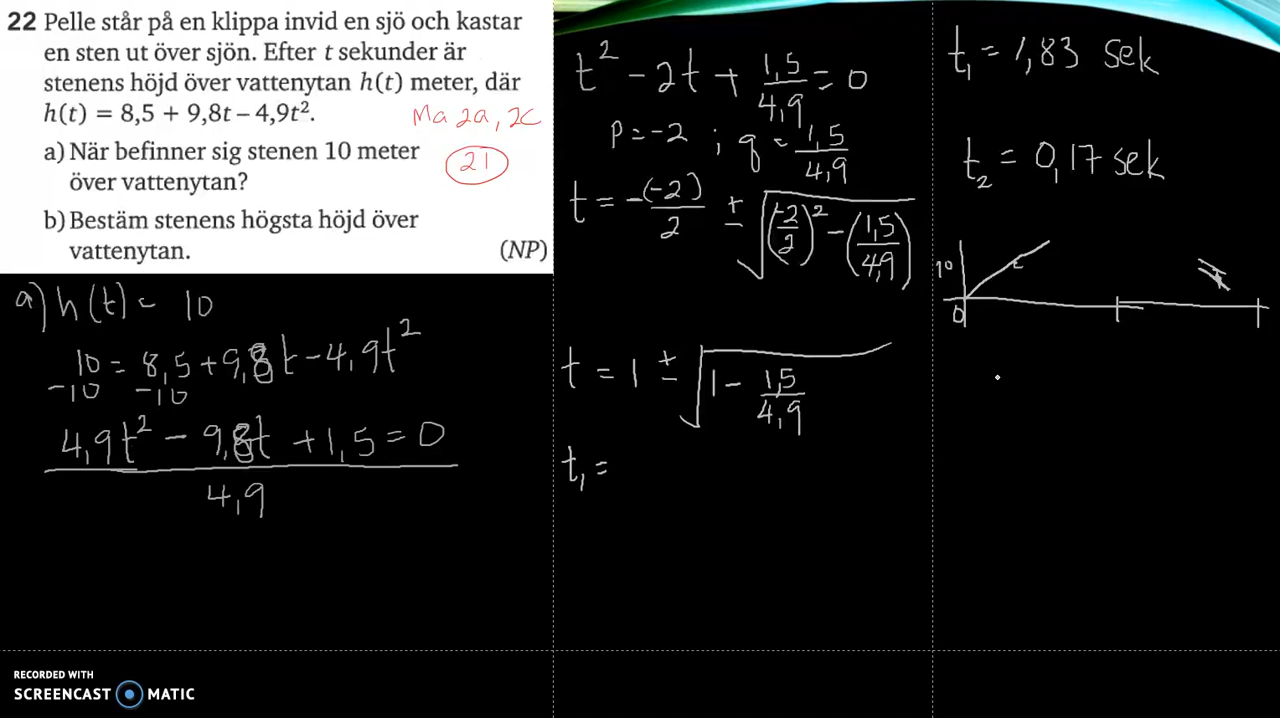 22 Pelle står på en klippa invid en sjö och kastar
en sten ut över sjön. Efter t sekunder är
stenens höjd över vattenytan h(t) meter, där
h(t) = 8,5 + 9,8t – 4,9t².
Ma 2a, 2c
a) När befinner sig stenen 10 meter
över vattenytan?
21
b) Bestäm stenens högsta höjd över
vattenytan. (NP)
a) h(t) = 10
10 = 8,5 + 9,8t - 4,9t²
-10 -10
4,9t² - 9,8t + 1,5 = 0
4,9
t² - 2t + 1,5/4,9 = 0
p = -2 ; q = 1,5/4,9
t = -(-2)/2 ± √((-2/2)² - (1,5/4,9))
t = 1 ± √(1 - 1,5/4,9)
t₁ =
t₁ = 1,83 sek
t₂ = 0,17 sek
10
0
RECORDED WITH
SCREENCAST MATIC